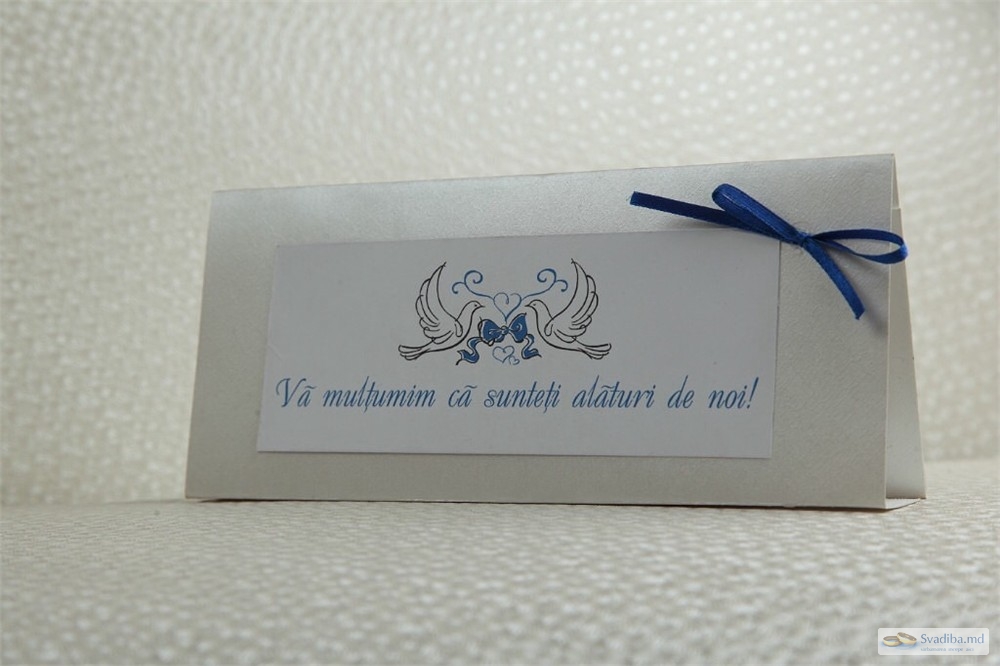 Vă mulțumim că sunteți alături de noi!
Svadiba.md